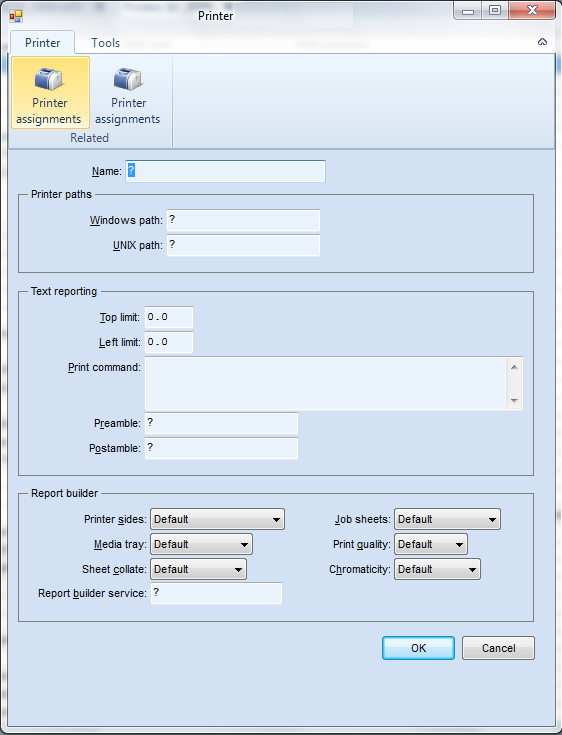 Printer
Printer Tools
Printer Printer
assignments assignments
Related
Name: ?
Printer paths
Windows path: ?
UNIX path: ?
Text reporting
Top limit: 0.0
Left limit: 0.0
Print command:
Preamble: ?
Postamble: ?
Report builder
Printer sides: Default Job sheets: Default
Media tray: Default Print quality: Default
Sheet collate: Default Chromaticity: Default
Report builder service: ?
OK Cancel